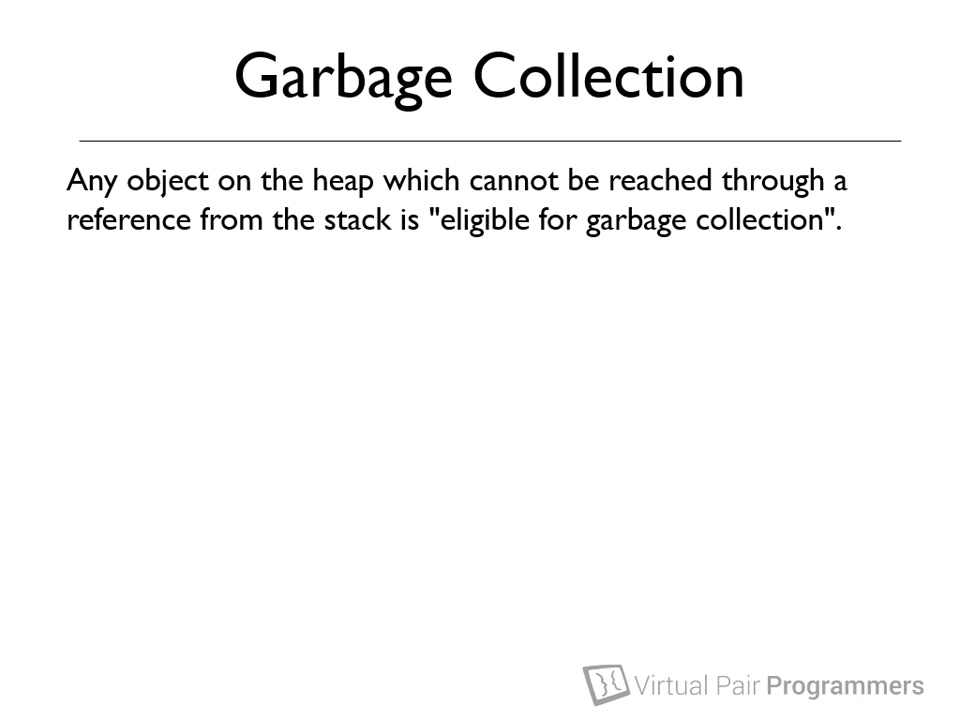 Garbage Collection
Any object on the heap which cannot be reached through a
reference from the stack is "eligible for garbage collection".
Virtual Pair Programmers